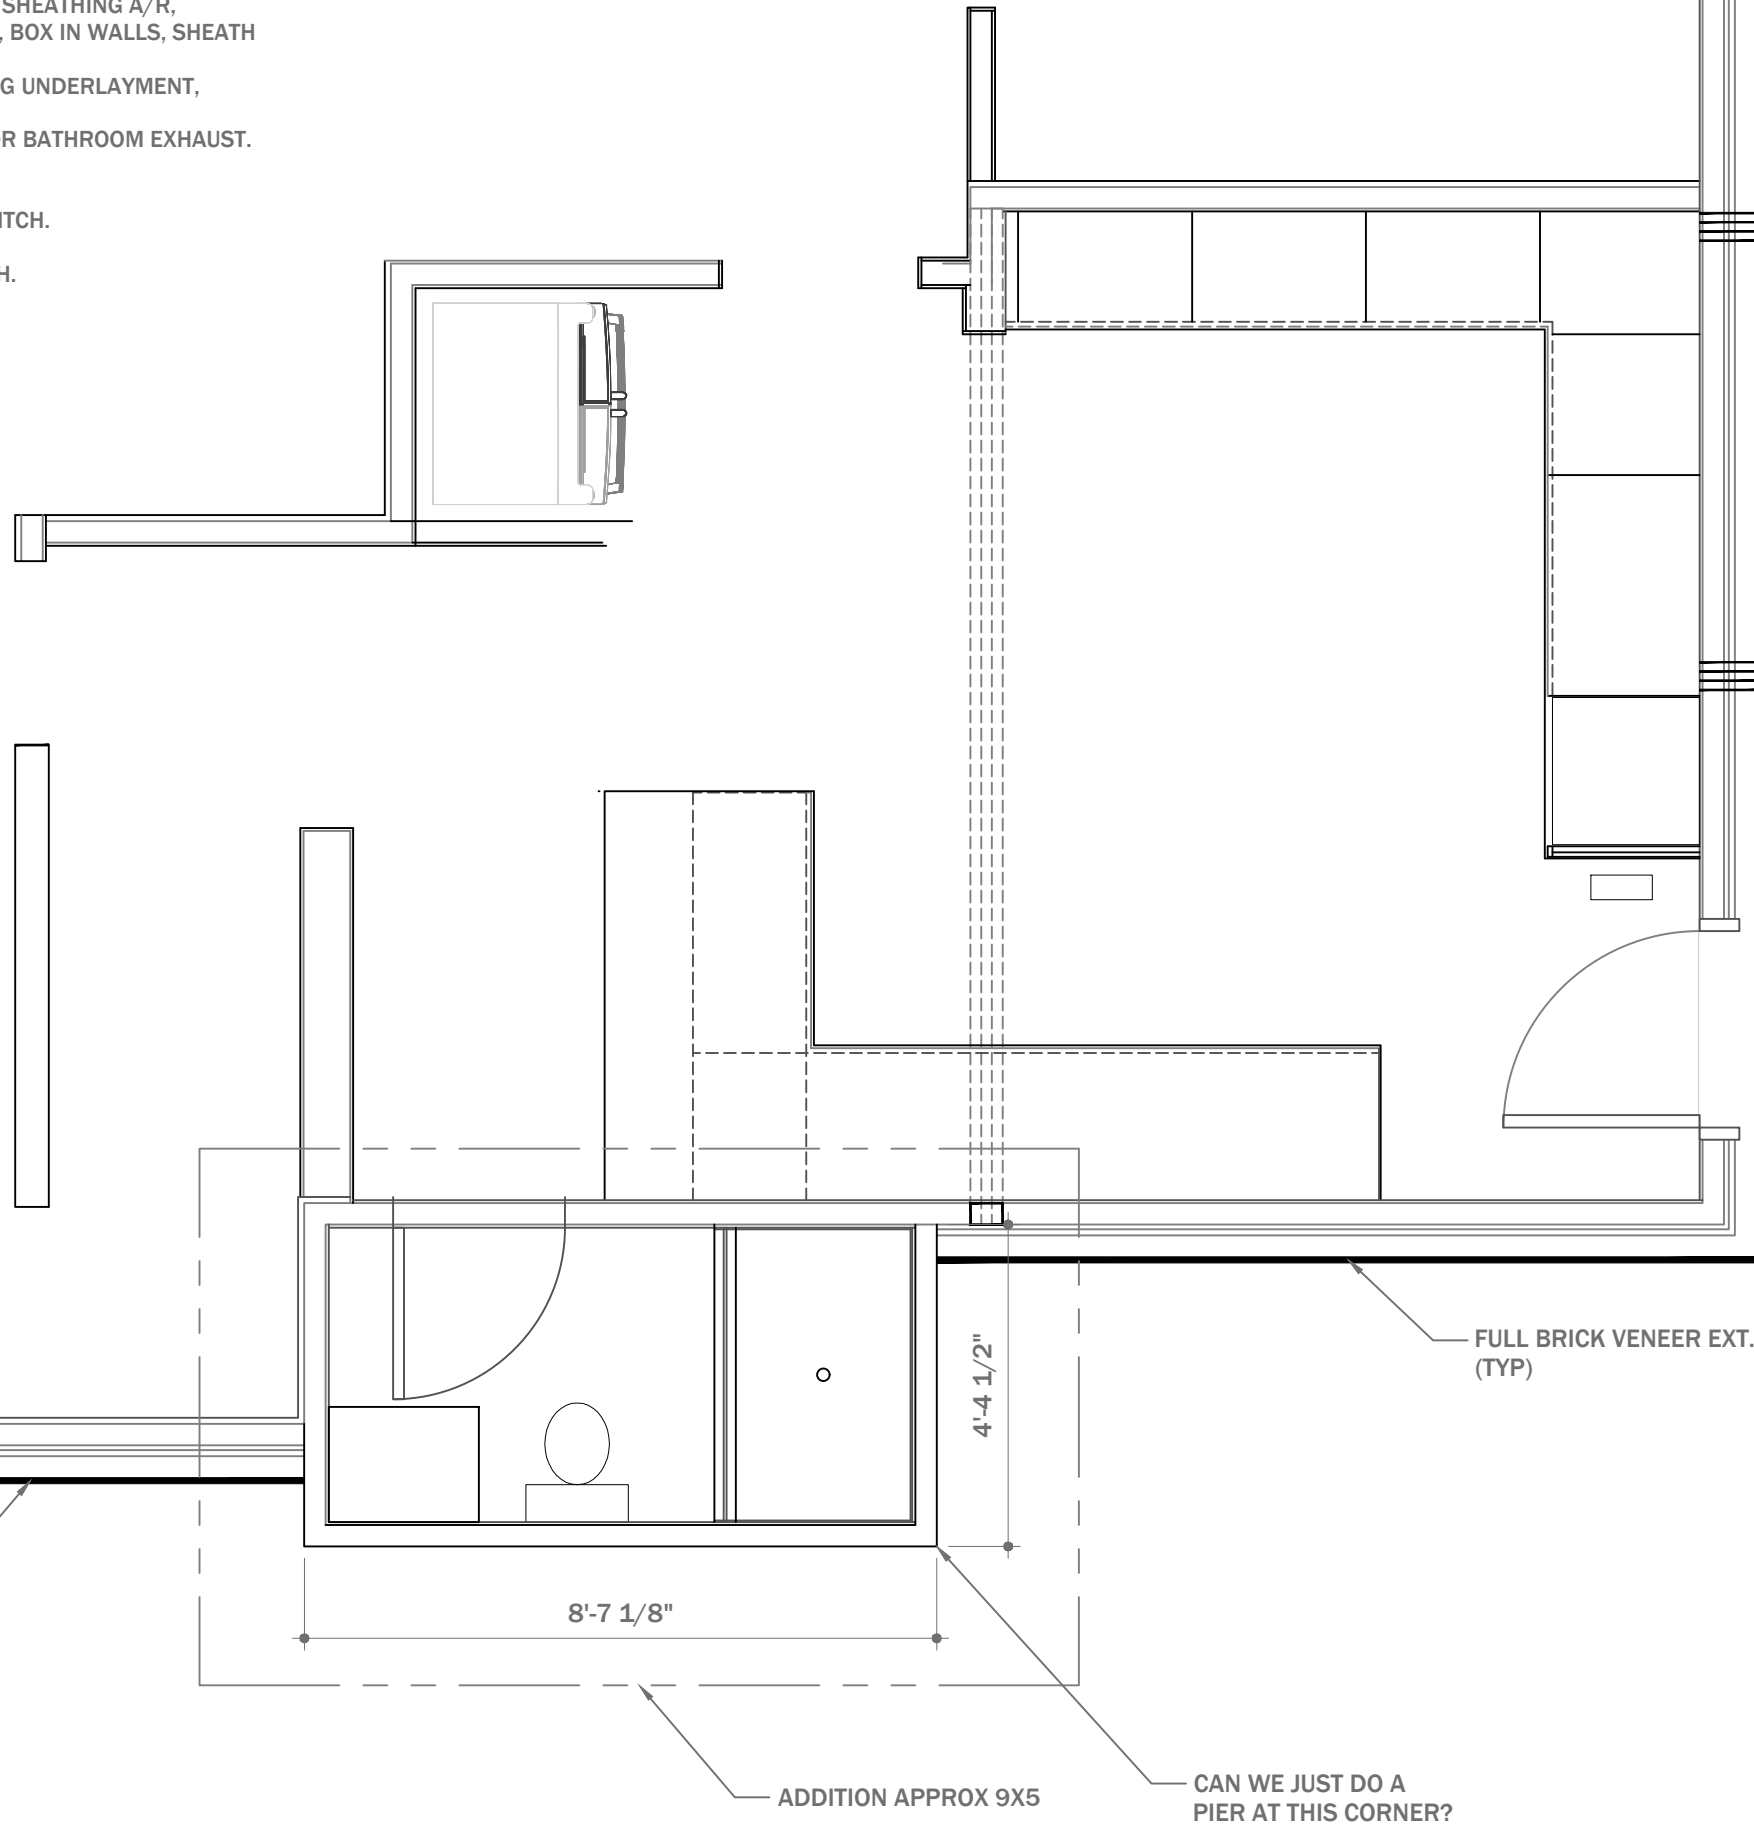 SHEATHING A/R,
, BOX IN WALLS, SHEATH
G UNDERLAYMENT,
OR BATHROOM EXHAUST.
ITCH.
H.
4'-4 1/2"
FULL BRICK VENEER EXT.
(TYP)
8'-7 1/8"
ADDITION APPROX 9X5
CAN WE JUST DO A
PIER AT THIS CORNER?